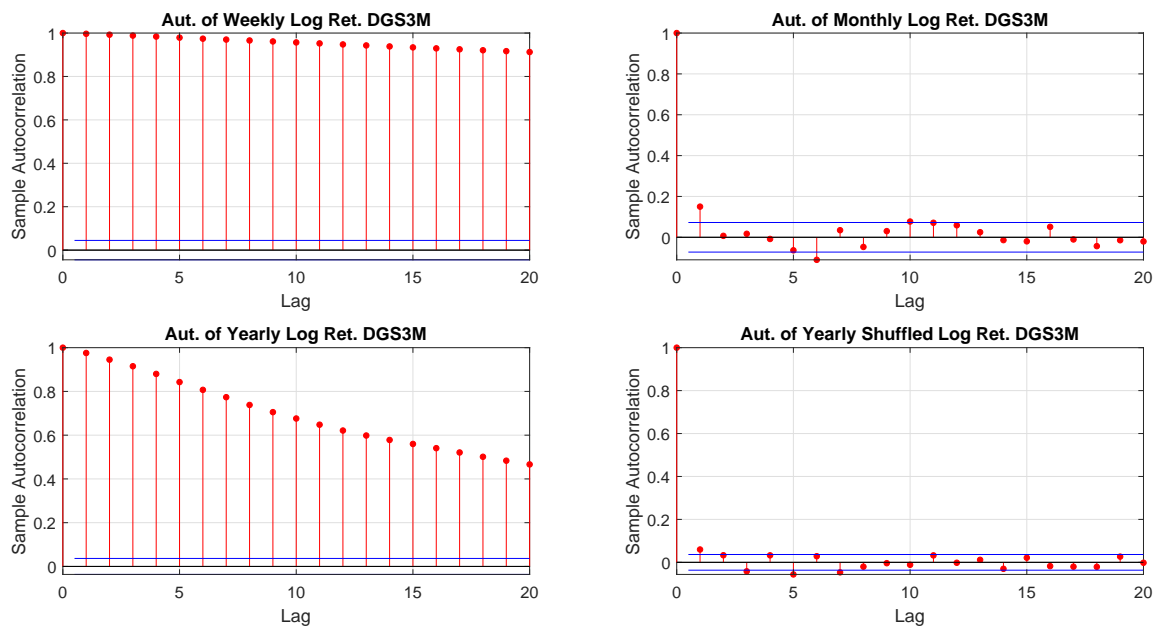 Aut. of Weekly Log Ret. DGS3M
1
0.8
0.6
0.4
0.2
0
Sample Autocorrelation
0 5 10 15 20
Lag
Aut. of Monthly Log Ret. DGS3M
1
0.8
0.6
0.4
0.2
0
Sample Autocorrelation
0 5 10 15 20
Lag
Aut. of Yearly Log Ret. DGS3M
1
0.8
0.6
0.4
0.2
0
Sample Autocorrelation
0 5 10 15 20
Lag
Aut. of Yearly Shuffled Log Ret. DGS3M
1
0.8
0.6
0.4
0.2
0
Sample Autocorrelation
0 5 10 15 20
Lag